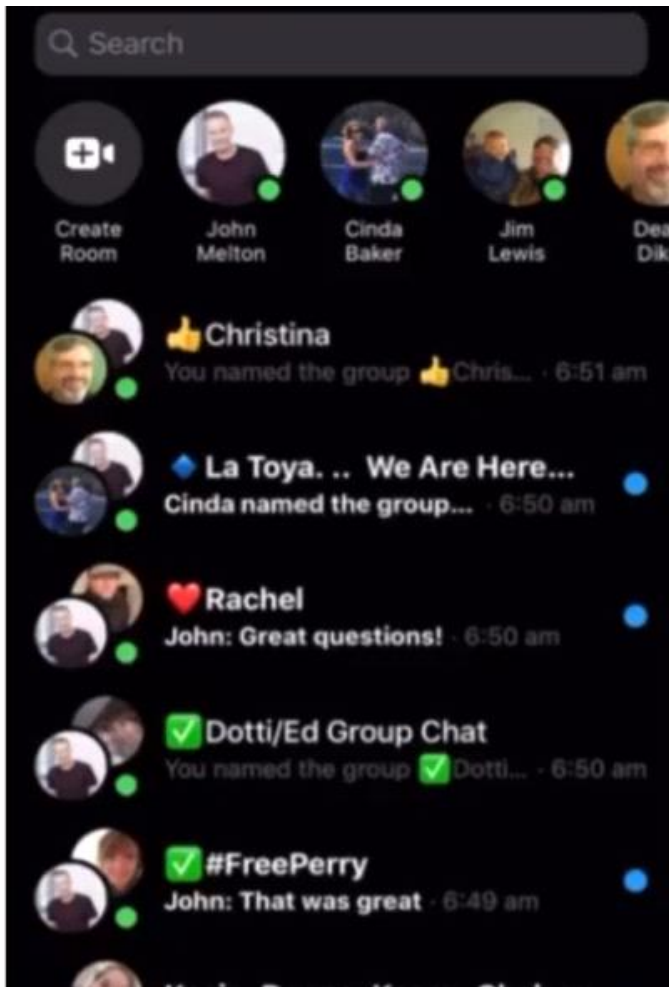 Search
Create
Room
John
Melton
Cinda
Baker
Jim
Lewis
Dea
Dik
👍Christina
You named the group 👍Chris... · 6:51 am
🔹La Toya. .. We Are Here...
Cinda named the group... · 6:50 am
❤️Rachel
John: Great questions! · 6:50 am
✅Dotti/Ed Group Chat
You named the group ✅Dotti... · 6:50 am
✅#FreePerry
John: That was great · 6:49 am